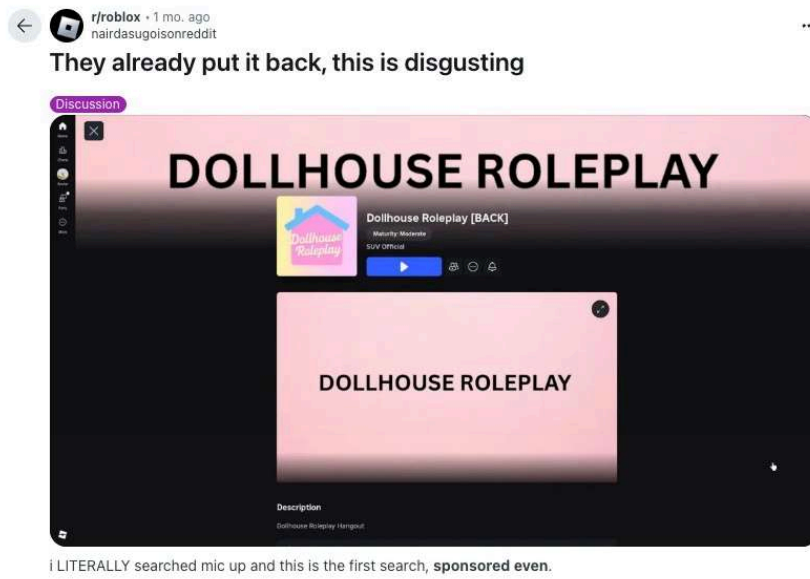 r/roblox • 1 mo. ago
nairdasugoisonreddit
They already put it back, this is disgusting
Discussion
DOLLHOUSE ROLEPLAY
Dollhouse Roleplay [BACK]
Maturity: Moderate
Dollhouse
Roleplay
SUV Official
DOLLHOUSE ROLEPLAY
Description
Dollhouse Roleplay Hangout
i LITERALLY searched mic up and this is the first search, sponsored even.